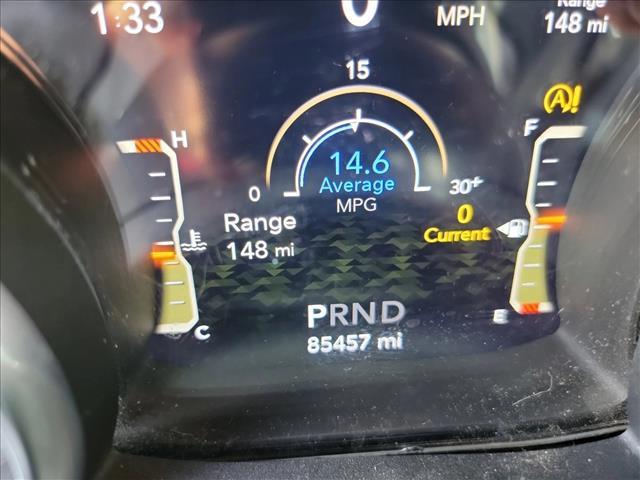 1:33
0 MPH
Range
148 mi
15
A!
H
F
14.6
Average
MPG
0
30+
Range
148 mi
0
Current
PRND
C
E
85457 mi